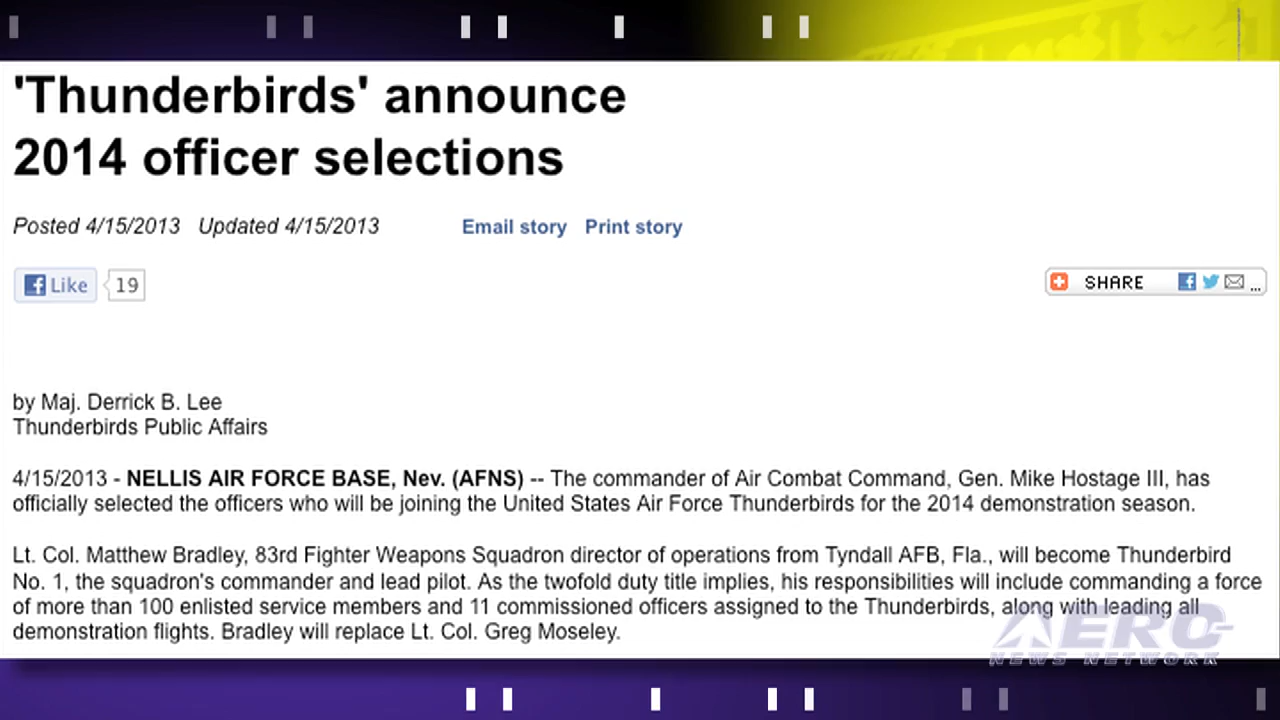 'Thunderbirds' announce
2014 officer selections
Posted 4/15/2013 Updated 4/15/2013 Email story Print story
Like 19 SHARE ...
by Maj. Derrick B. Lee
Thunderbirds Public Affairs
4/15/2013 - NELLIS AIR FORCE BASE, Nev. (AFNS) -- The commander of Air Combat Command, Gen. Mike Hostage III, has
officially selected the officers who will be joining the United States Air Force Thunderbirds for the 2014 demonstration season.
Lt. Col. Matthew Bradley, 83rd Fighter Weapons Squadron director of operations from Tyndall AFB, Fla., will become Thunderbird
No. 1, the squadron's commander and lead pilot. As the twofold duty title implies, his responsibilities will include commanding a force
of more than 100 enlisted service members and 11 commissioned officers assigned to the Thunderbirds, along with leading all
demonstration flights. Bradley will replace Lt. Col. Greg Moseley.
AERO
NEWS NETWORK